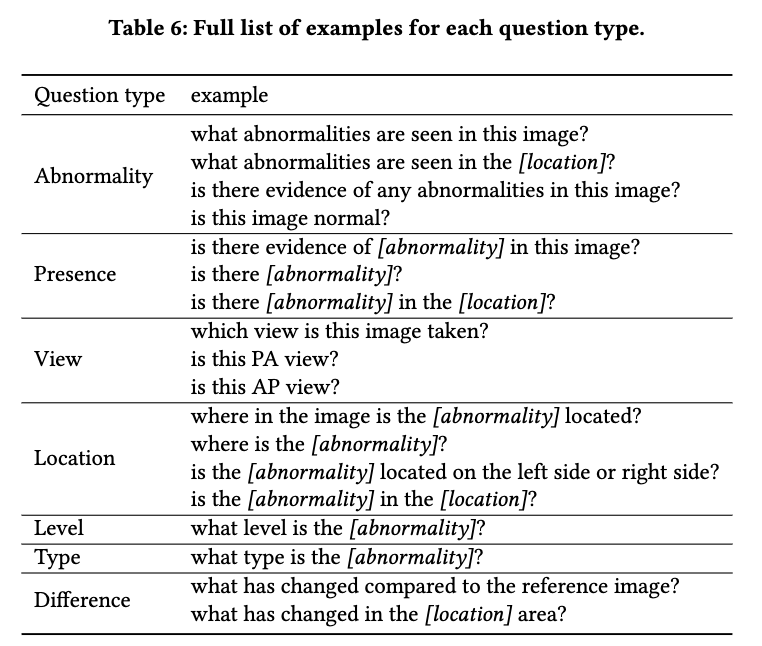 Table 6: Full list of examples for each question type.
Question type example
what abnormalities are seen in this image?
what abnormalities are seen in the [location]?
Abnormality
is there evidence of any abnormalities in this image?
is this image normal?
is there evidence of [abnormality] in this image?
Presence is there [abnormality]?
is there [abnormality] in the [location]?
which view is this image taken?
View is this PA view?
is this AP view?
where in the image is the [abnormality] located?
where is the [abnormality]?
Location
is the [abnormality] located on the left side or right side?
is the [abnormality] in the [location]?
Level what level is the [abnormality]?
Type what type is the [abnormality]?
what has changed compared to the reference image?
Difference
what has changed in the [location] area?